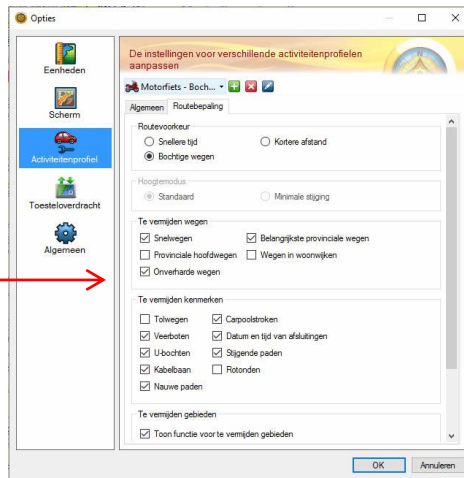 Opties
Eenheden
Scherm
Activiteitenprofiel
Toesteloverdracht
Algemeen
De instellingen voor verschillende activiteitenprofielen
aanpassen
Motorfiets - Boch...
Algemeen Routebepaling
Routevoorkeur
Snellere tijd Kortere afstand
Bochtige wegen
Hoogtemodus
Standaard Minimale stijging
Te vermijden wegen
Snelwegen Belangrijkste provinciale wegen
Provinciale hoofdwegen Wegen in woonwijken
Onverharde wegen
Te vermijden kenmerken
Tolwegen Carpoolstroken
Veerboten Datum en tijd van afsluitingen
U-bochten Stijgende paden
Kabelbaan Rotonden
Nauwe paden
Te vermijden gebieden
Toon functie voor te vermijden gebieden
OK Annuleren